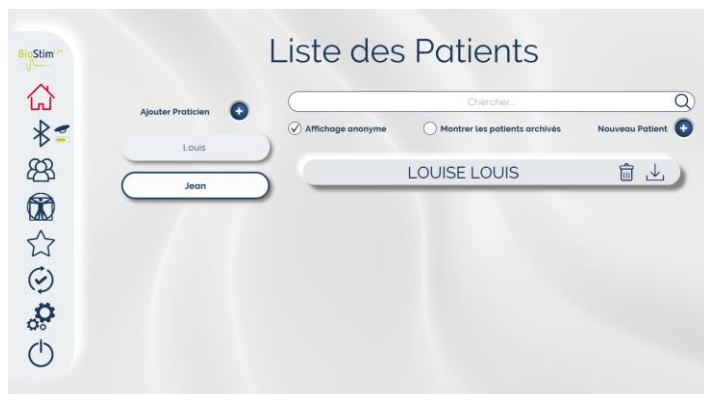 BioStim
Liste des Patients
Ajouter Praticien
Chercher...
Affichage anonyme
Montrer les patients archivés
Nouveau Patient
Louis
Jean
LOUISE LOUIS